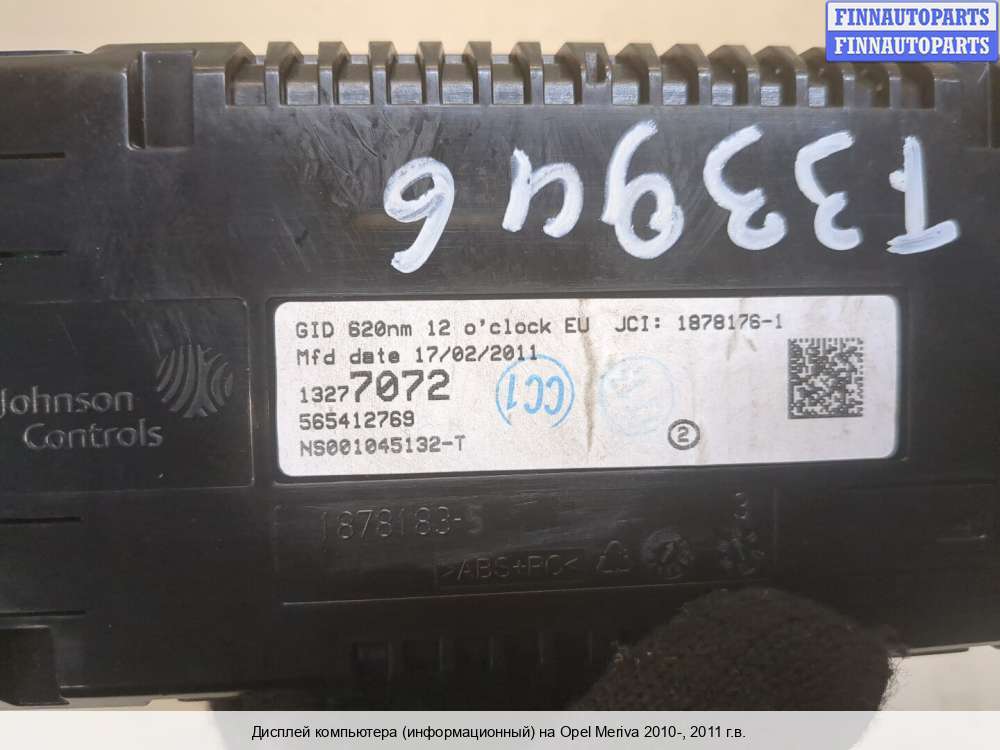 FINNAUTOPARTS
FINNAUTOPARTS
GID 620nm 12 o'clock EU JCI: 1878176-1
Mfd date 17/02/2011
13277072
565412769
NS001045132-T
CC1
2
Johnson
Controls
1878183-5
3
>ABS+PC<
Дисплей компьютера (информационный) на Opel Meriva 2010-, 2011 г.в.